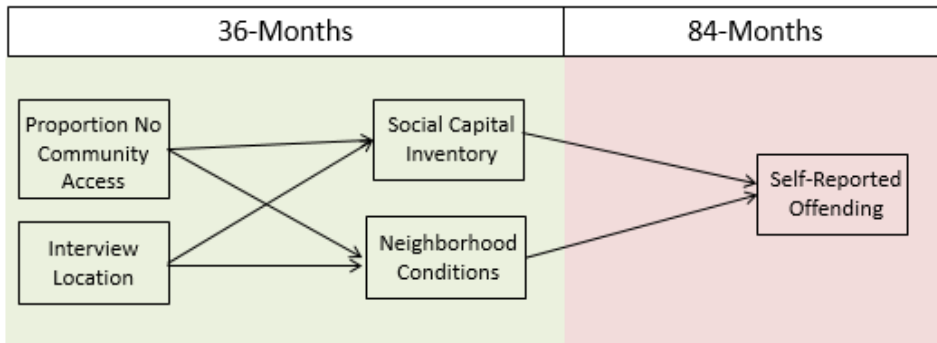 36-Months
84-Months
Proportion No
Community
Access
Social Capital
Inventory
Self-Reported
Offending
Interview
Location
Neighborhood
Conditions